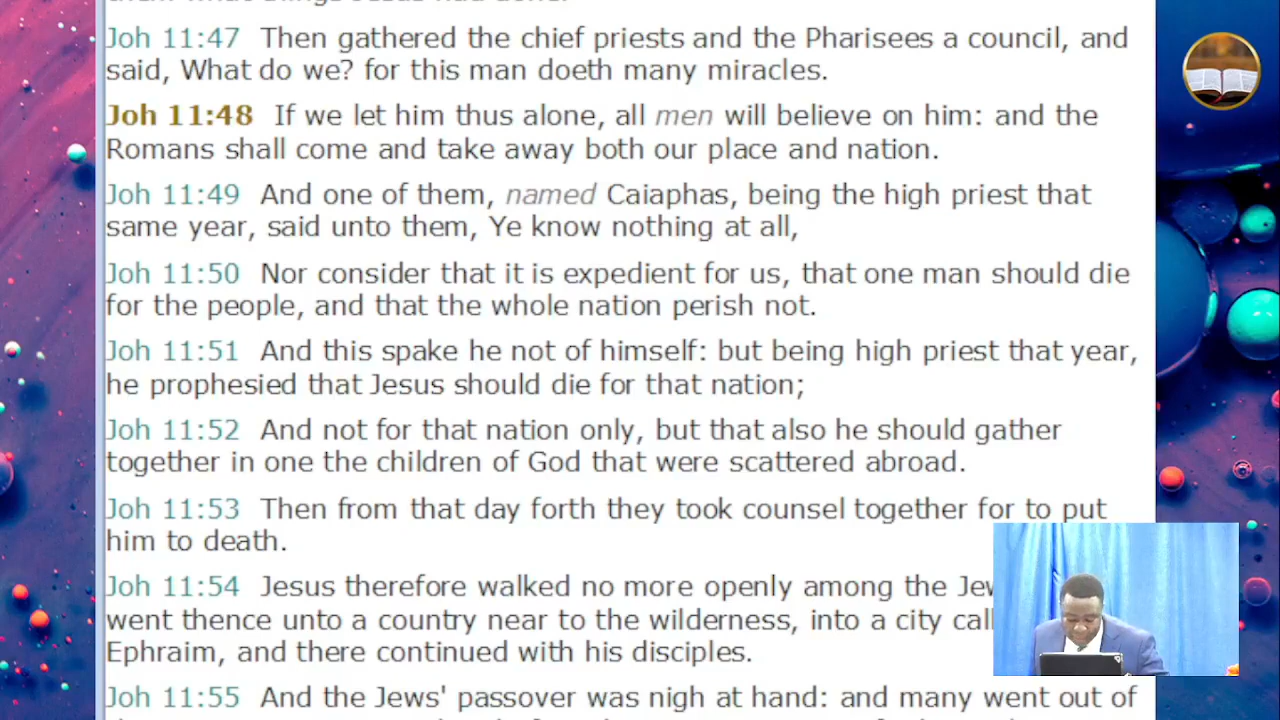 Joh 11:47 Then gathered the chief priests and the Pharisees a council, and
said, What do we? for this man doeth many miracles.
Joh 11:48 If we let him thus alone, all men will believe on him: and the
Romans shall come and take away both our place and nation.
Joh 11:49 And one of them, named Caiaphas, being the high priest that
same year, said unto them, Ye know nothing at all,
Joh 11:50 Nor consider that it is expedient for us, that one man should die
for the people, and that the whole nation perish not.
Joh 11:51 And this spake he not of himself: but being high priest that year,
he prophesied that Jesus should die for that nation;
Joh 11:52 And not for that nation only, but that also he should gather
together in one the children of God that were scattered abroad.
Joh 11:53 Then from that day forth they took counsel together for to put
him to death.
Joh 11:54 Jesus therefore walked no more openly among the
went thence unto a country near to the wilderness, into a city
Ephraim, and there continued with his disciples.
Joh 11:55 And the Jews' passover was nigh at hand: and many went out of